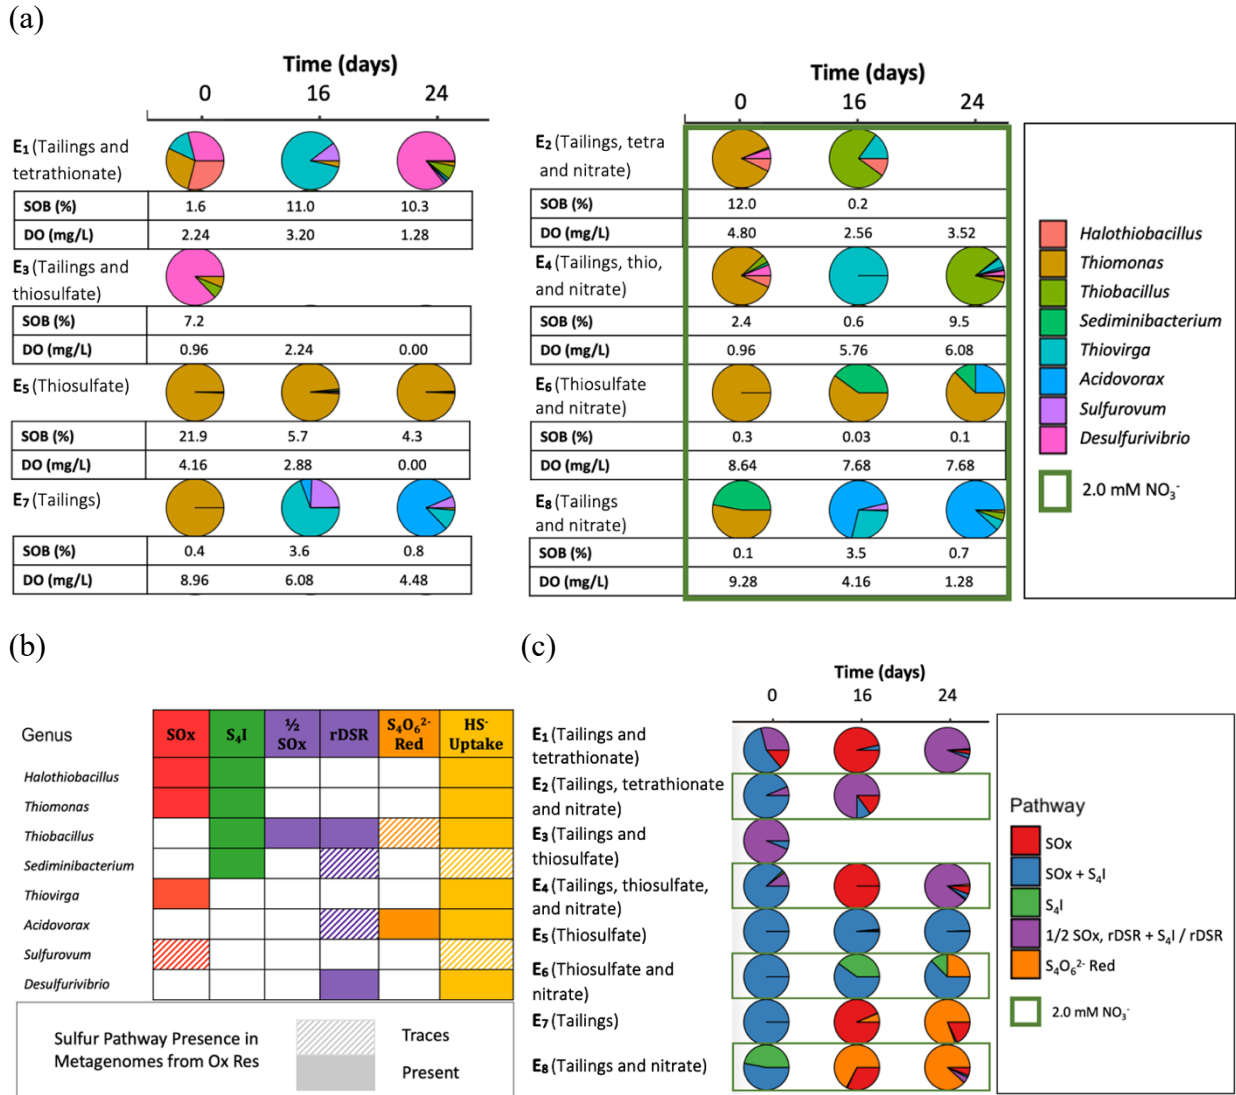 (a)
Time (days)
0 16 24
E₁ (Tailings and
tetrathionate)
SOB (%) 1.6 11.0 10.3
DO (mg/L) 2.24 3.20 1.28
E₃ (Tailings and
thiosulfate)
SOB (%) 7.2
DO (mg/L) 0.96 2.24 0.00
E₅ (Thiosulfate)
SOB (%) 21.9 5.7 4.3
DO (mg/L) 4.16 2.88 0.00
E₇ (Tailings)
SOB (%) 0.4 3.6 0.8
DO (mg/L) 8.96 6.08 4.48
Time (days)
0 16 24
E₂ (Tailings, tetra
and nitrate)
SOB (%) 12.0 0.2
DO (mg/L) 4.80 2.56 3.52
E₄ (Tailings, thio,
and nitrate)
SOB (%) 2.4 0.6 9.5
DO (mg/L) 0.96 5.76 6.08
E₆ (Thiosulfate
and nitrate)
SOB (%) 0.3 0.03 0.1
DO (mg/L) 8.64 7.68 7.68
E₈ (Tailings
and nitrate)
SOB (%) 0.1 3.5 0.7
DO (mg/L) 9.28 4.16 1.28
Halothiobacillus
Thiomonas
Thiobacillus
Sediminibacterium
Thiovirga
Acidovorax
Sulfurovum
Desulfurivibrio
2.0 mM NO₃⁻
(b)
Genus SOx S₄I ½ SOx rDSR S₄O₆²⁻ Red HS⁻ Uptake
Halothiobacillus
Thiomonas
Thiobacillus
Sediminibacterium
Thiovirga
Acidovorax
Sulfurovum
Desulfurivibrio
Sulfur Pathway Presence in
Metagenomes from Ox Res
Traces
Present
(c)
Time (days)
0 16 24
E₁ (Tailings and
tetrathionate)
E₂ (Tailings, tetrathionate
and nitrate)
E₃ (Tailings and
thiosulfate)
E₄ (Tailings, thiosulfate,
and nitrate)
E₅ (Thiosulfate)
E₆ (Thiosulfate and
nitrate)
E₇ (Tailings)
E₈ (Tailings and nitrate)
Pathway
SOx
SOx + S₄I
S₄I
1/2 SOx, rDSR + S₄I / rDSR
S₄O₆²⁻ Red
2.0 mM NO₃⁻